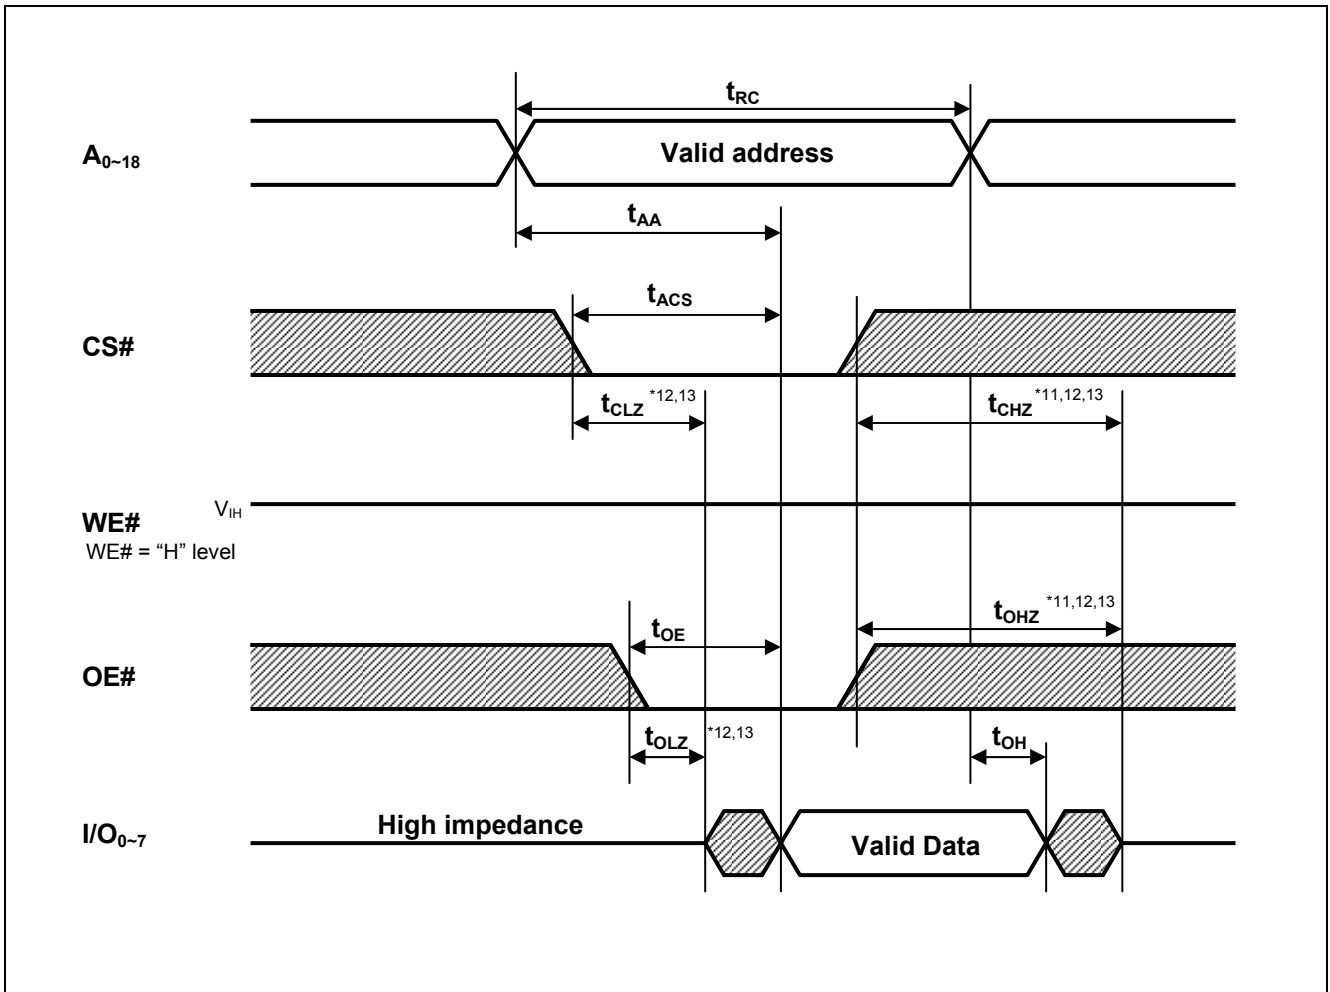 tRC
A0~18
Valid address
tAA
tACS
CS#
tCLZ *12,13
tCHZ *11,12,13
VIH
WE#
WE# = “H” level
tOHZ *11,12,13
tOE
OE#
tOLZ *12,13
tOH
I/O0~7
High impedance
Valid Data